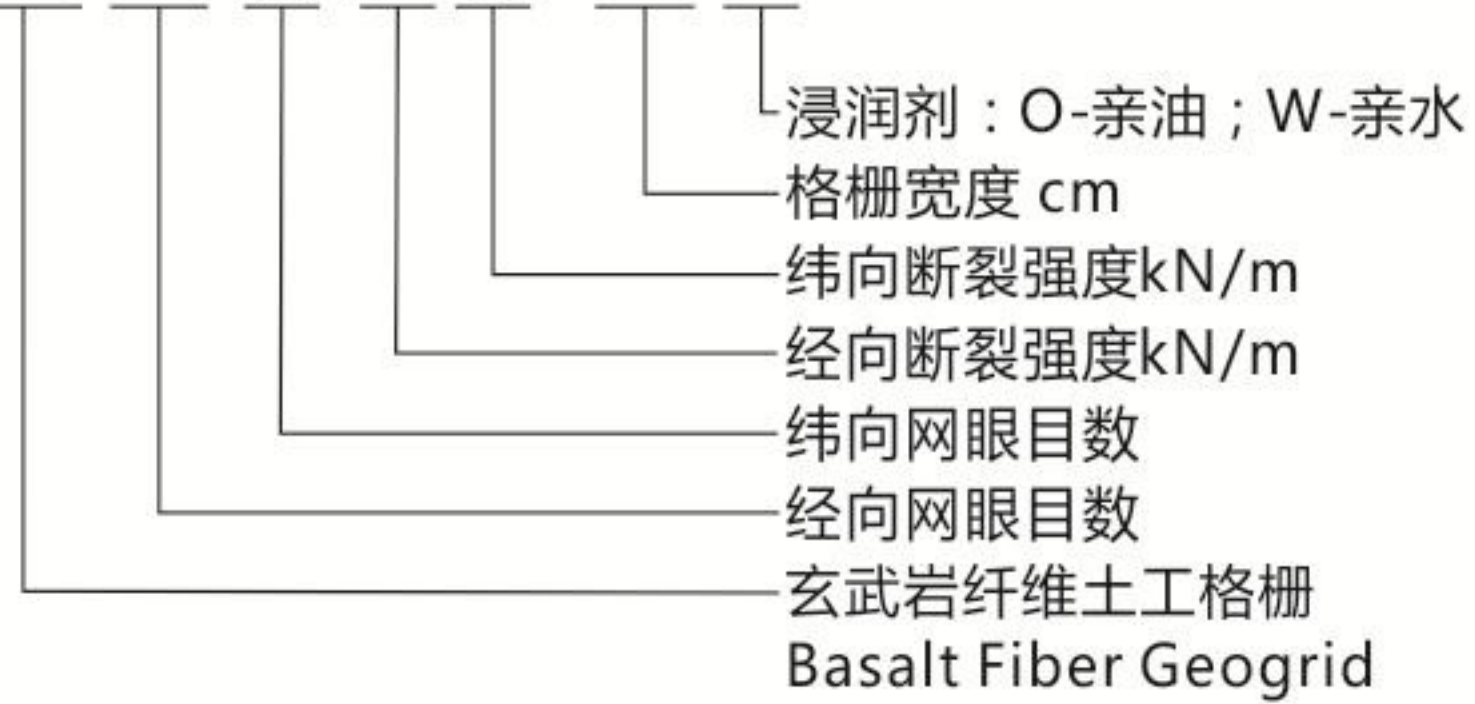 浸润剂：O-亲油；W-亲水
格栅宽度 cm
纬向断裂强度kN/m
经向断裂强度kN/m
纬向网眼目数
经向网眼目数
玄武岩纤维土工格栅
Basalt Fiber Geogrid